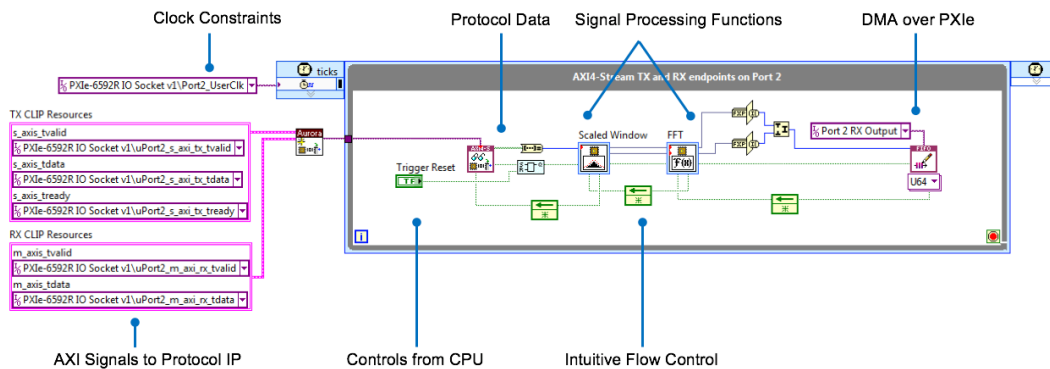 Clock Constraints
Protocol Data
Signal Processing Functions
DMA over PXIe
ticks
AXI4-Stream TX and RX endpoints on Port 2
PXIe-6592R IO Socket v1\Port2_UserClk
TX CLIP Resources
s_axis_tvalid
PXIe-6592R IO Socket v1\uPort2_s_axi_tx_tvalid
s_axis_tdata
PXIe-6592R IO Socket v1\uPort2_s_axi_tx_tdata
s_axis_tready
PXIe-6592R IO Socket v1\uPort2_s_axi_tx_tready
RX CLIP Resources
m_axis_tvalid
PXIe-6592R IO Socket v1\uPort2_m_axi_rx_tvalid
m_axis_tdata
PXIe-6592R IO Socket v1\uPort2_m_axi_rx_tdata
Aurora
Trigger Reset
TF
Scaled Window
FFT
F(x)
FXP
FXP
Port 2 RX Output
FIFO
U64
i
AXI Signals to Protocol IP
Controls from CPU
Intuitive Flow Control